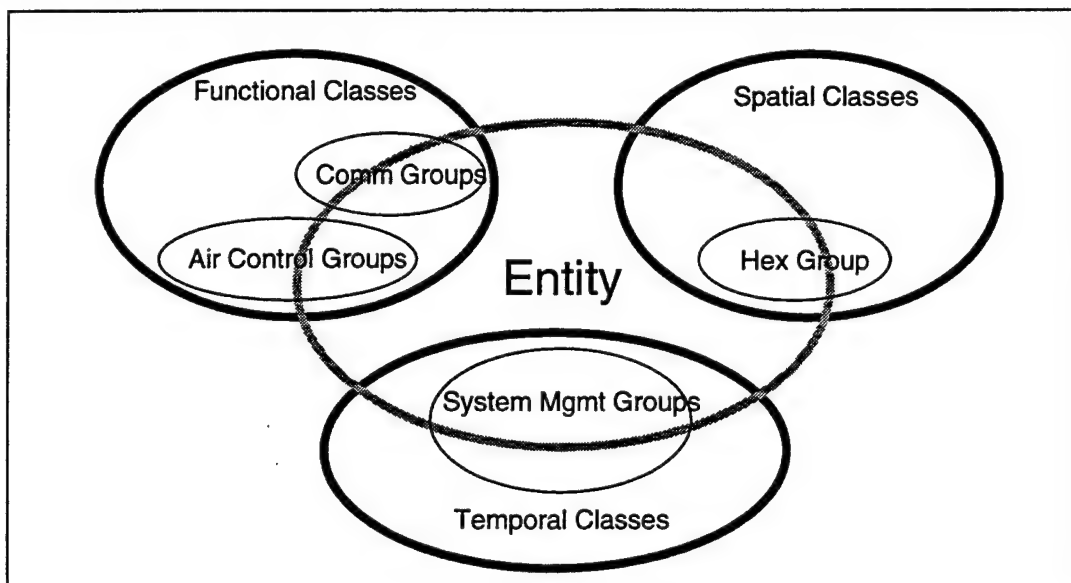 Functional Classes
Spatial Classes
Comm Groups
Air Control Groups
Entity
Hex Group
System Mgmt Groups
Temporal Classes